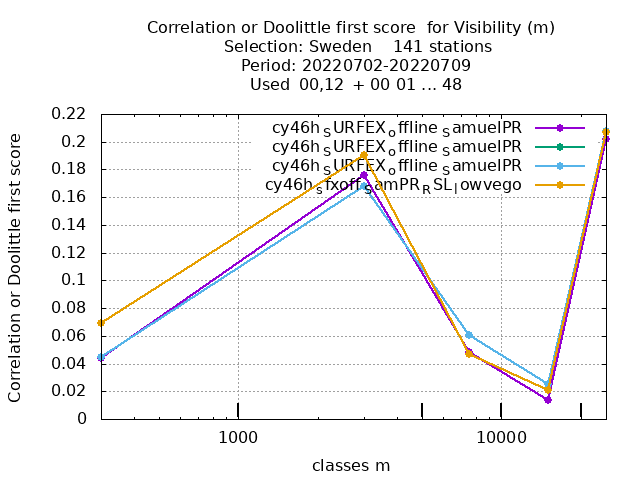 Correlation or Doolittle first score  for Visibility (m)
Selection: Sweden    141 stations
Period: 20220702-20220709
Used  00,12  + 00 01 ... 48
Correlation or Doolittle first score
0.22
0.2
0.18
0.16
0.14
0.12
0.1
0.08
0.06
0.04
0.02
0
cy46h_SURFEX_offline_SamuelPR
cy46h_SURFEX_offline_SamuelPR
cy46h_SURFEX_offline_SamuelPR
cy46h_sfxoff_SamPR_RSL_lowvego
1000
10000
classes m